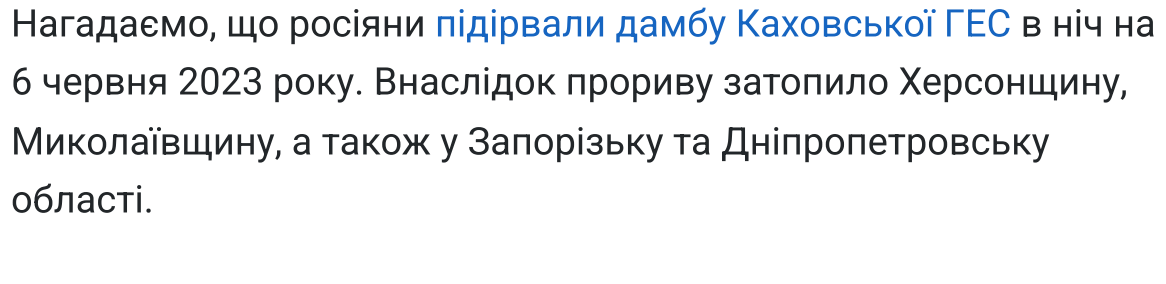 Нагадаємо, що росіяни підірвали дамбу Каховської ГЕС в ніч на
6 червня 2023 року. Внаслідок прориву затопило Херсонщину,
Миколаївщину, а також у Запорізьку та Дніпропетровську
області.